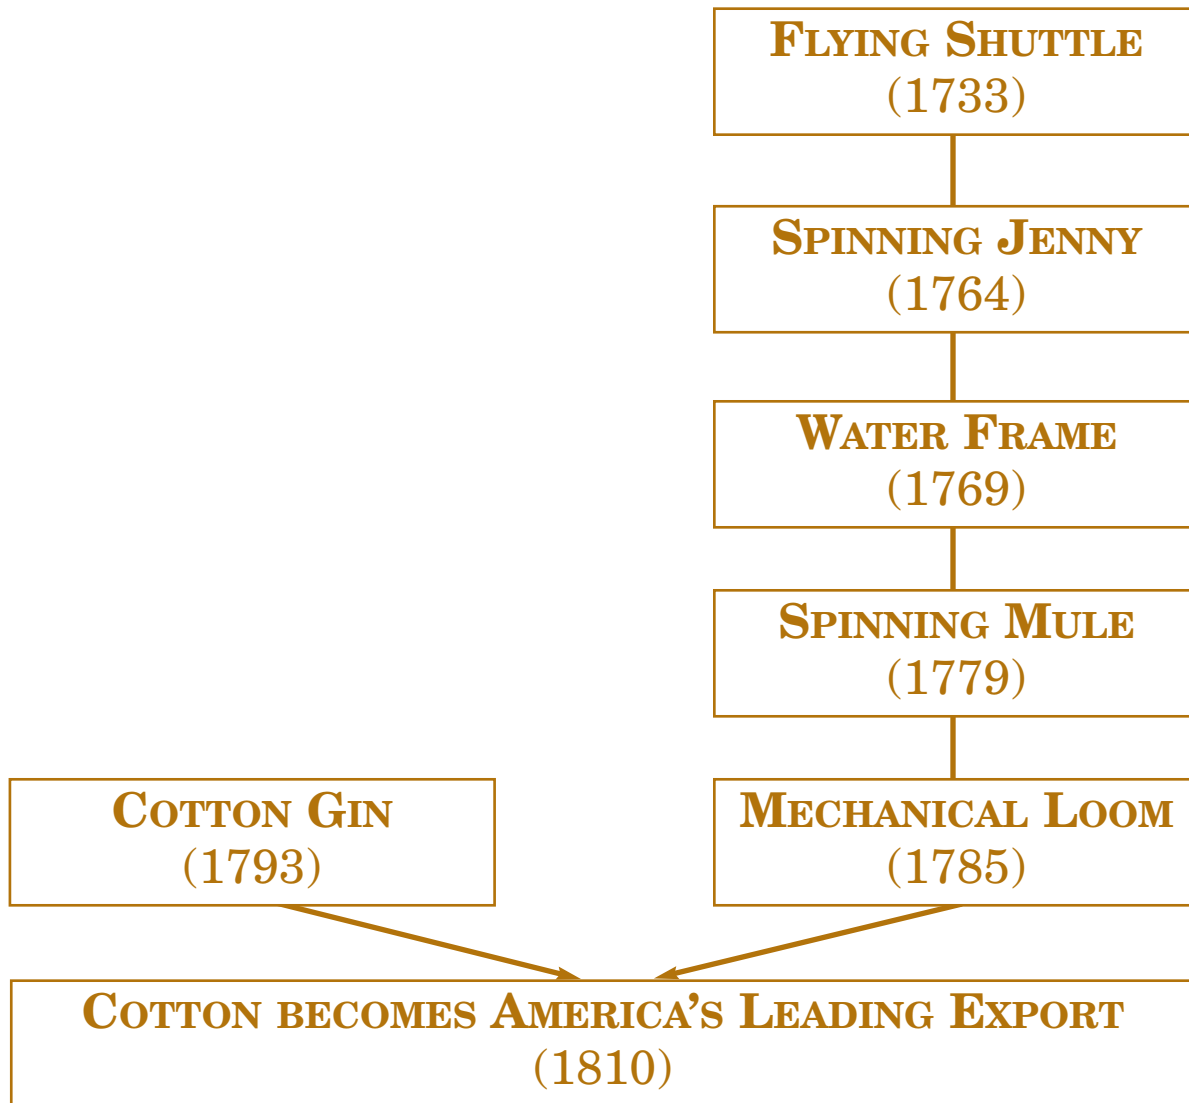 FLYING SHUTTLE
(1733)
SPINNING JENNY
(1764)
WATER FRAME
(1769)
SPINNING MULE
(1779)
COTTON GIN
(1793)
MECHANICAL LOOM
(1785)
COTTON BECOMES AMERICA'S LEADING EXPORT
(1810)